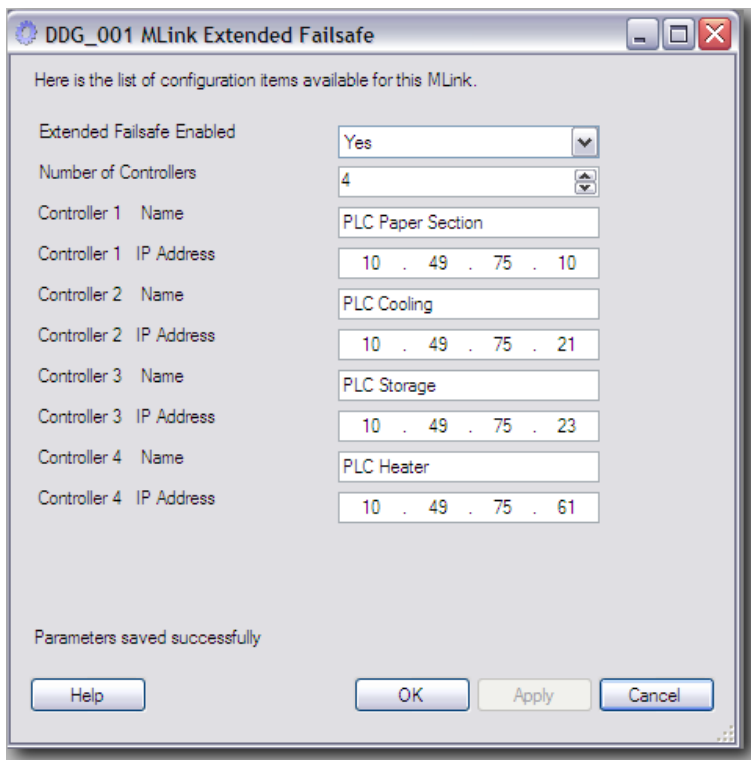 DDG_001 MLink Extended Failsafe
Here is the list of configuration items available for this MLink.
Extended Failsafe Enabled Yes
Number of Controllers 4
Controller 1 Name PLC Paper Section
Controller 1 IP Address 10 . 49 . 75 . 10
Controller 2 Name PLC Cooling
Controller 2 IP Address 10 . 49 . 75 . 21
Controller 3 Name PLC Storage
Controller 3 IP Address 10 . 49 . 75 . 23
Controller 4 Name PLC Heater
Controller 4 IP Address 10 . 49 . 75 . 61
Parameters saved successfully
Help OK Apply Cancel